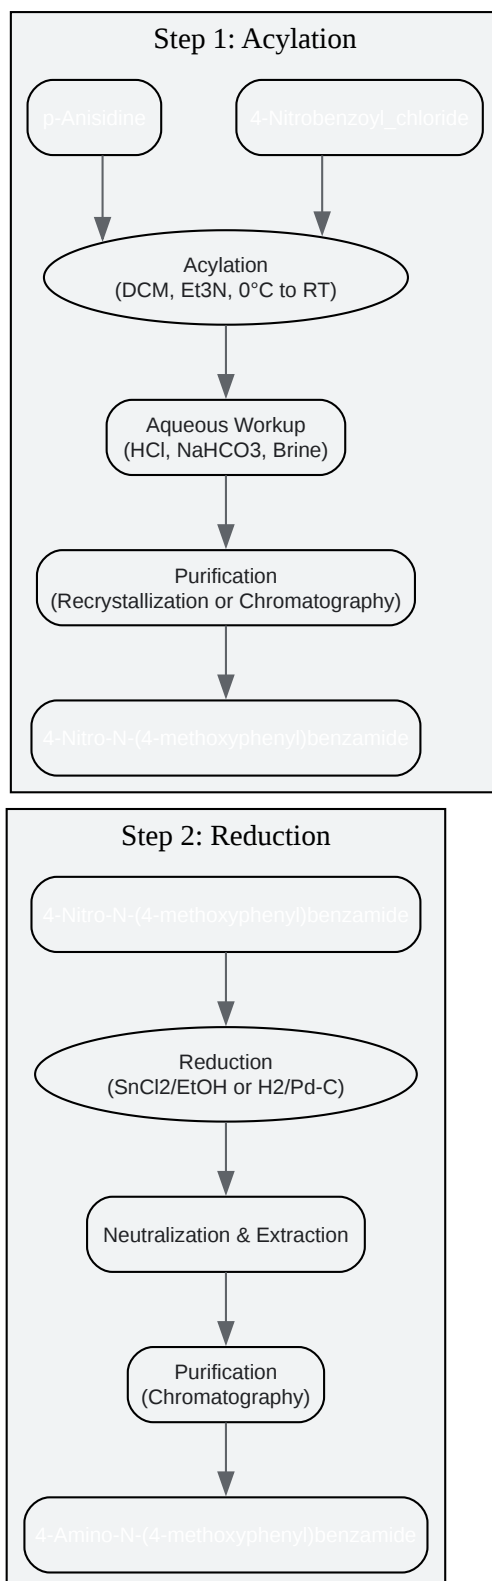 Step 1: Acylation
p-Anisidine
4-Nitrobenzoyl_chloride
Acylation
(DCM, Et3N, 0°C to RT)
Aqueous Workup
(HCl, NaHCO3, Brine)
Purification
(Recrystallization or Chromatography)
4-Nitro-N-(4-methoxyphenyl)benzamide
Step 2: Reduction
4-Nitro-N-(4-methoxyphenyl)benzamide
Reduction
(SnCl2/EtOH or H2/Pd-C)
Neutralization & Extraction
Purification
(Chromatography)
4-Amino-N-(4-methoxyphenyl)benzamide